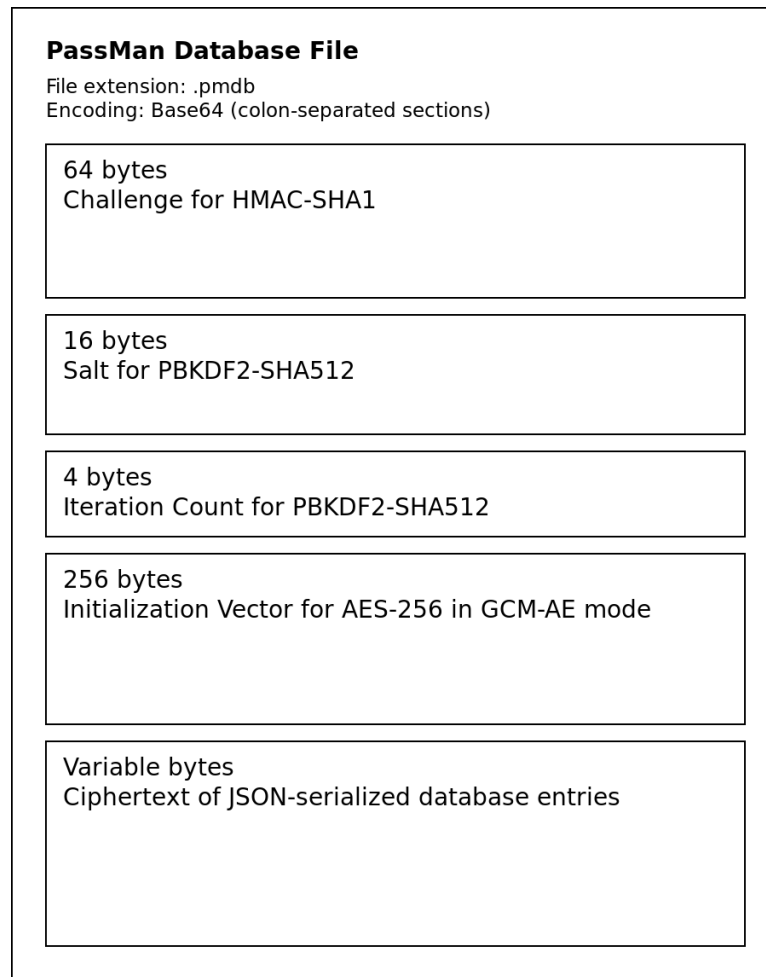 PassMan Database File
File extension: .pmdb
Encoding: Base64 (colon-separated sections)
64 bytes
Challenge for HMAC-SHA1
16 bytes
Salt for PBKDF2-SHA512
4 bytes
Iteration Count for PBKDF2-SHA512
256 bytes
Initialization Vector for AES-256 in GCM-AE mode
Variable bytes
Ciphertext of JSON-serialized database entries